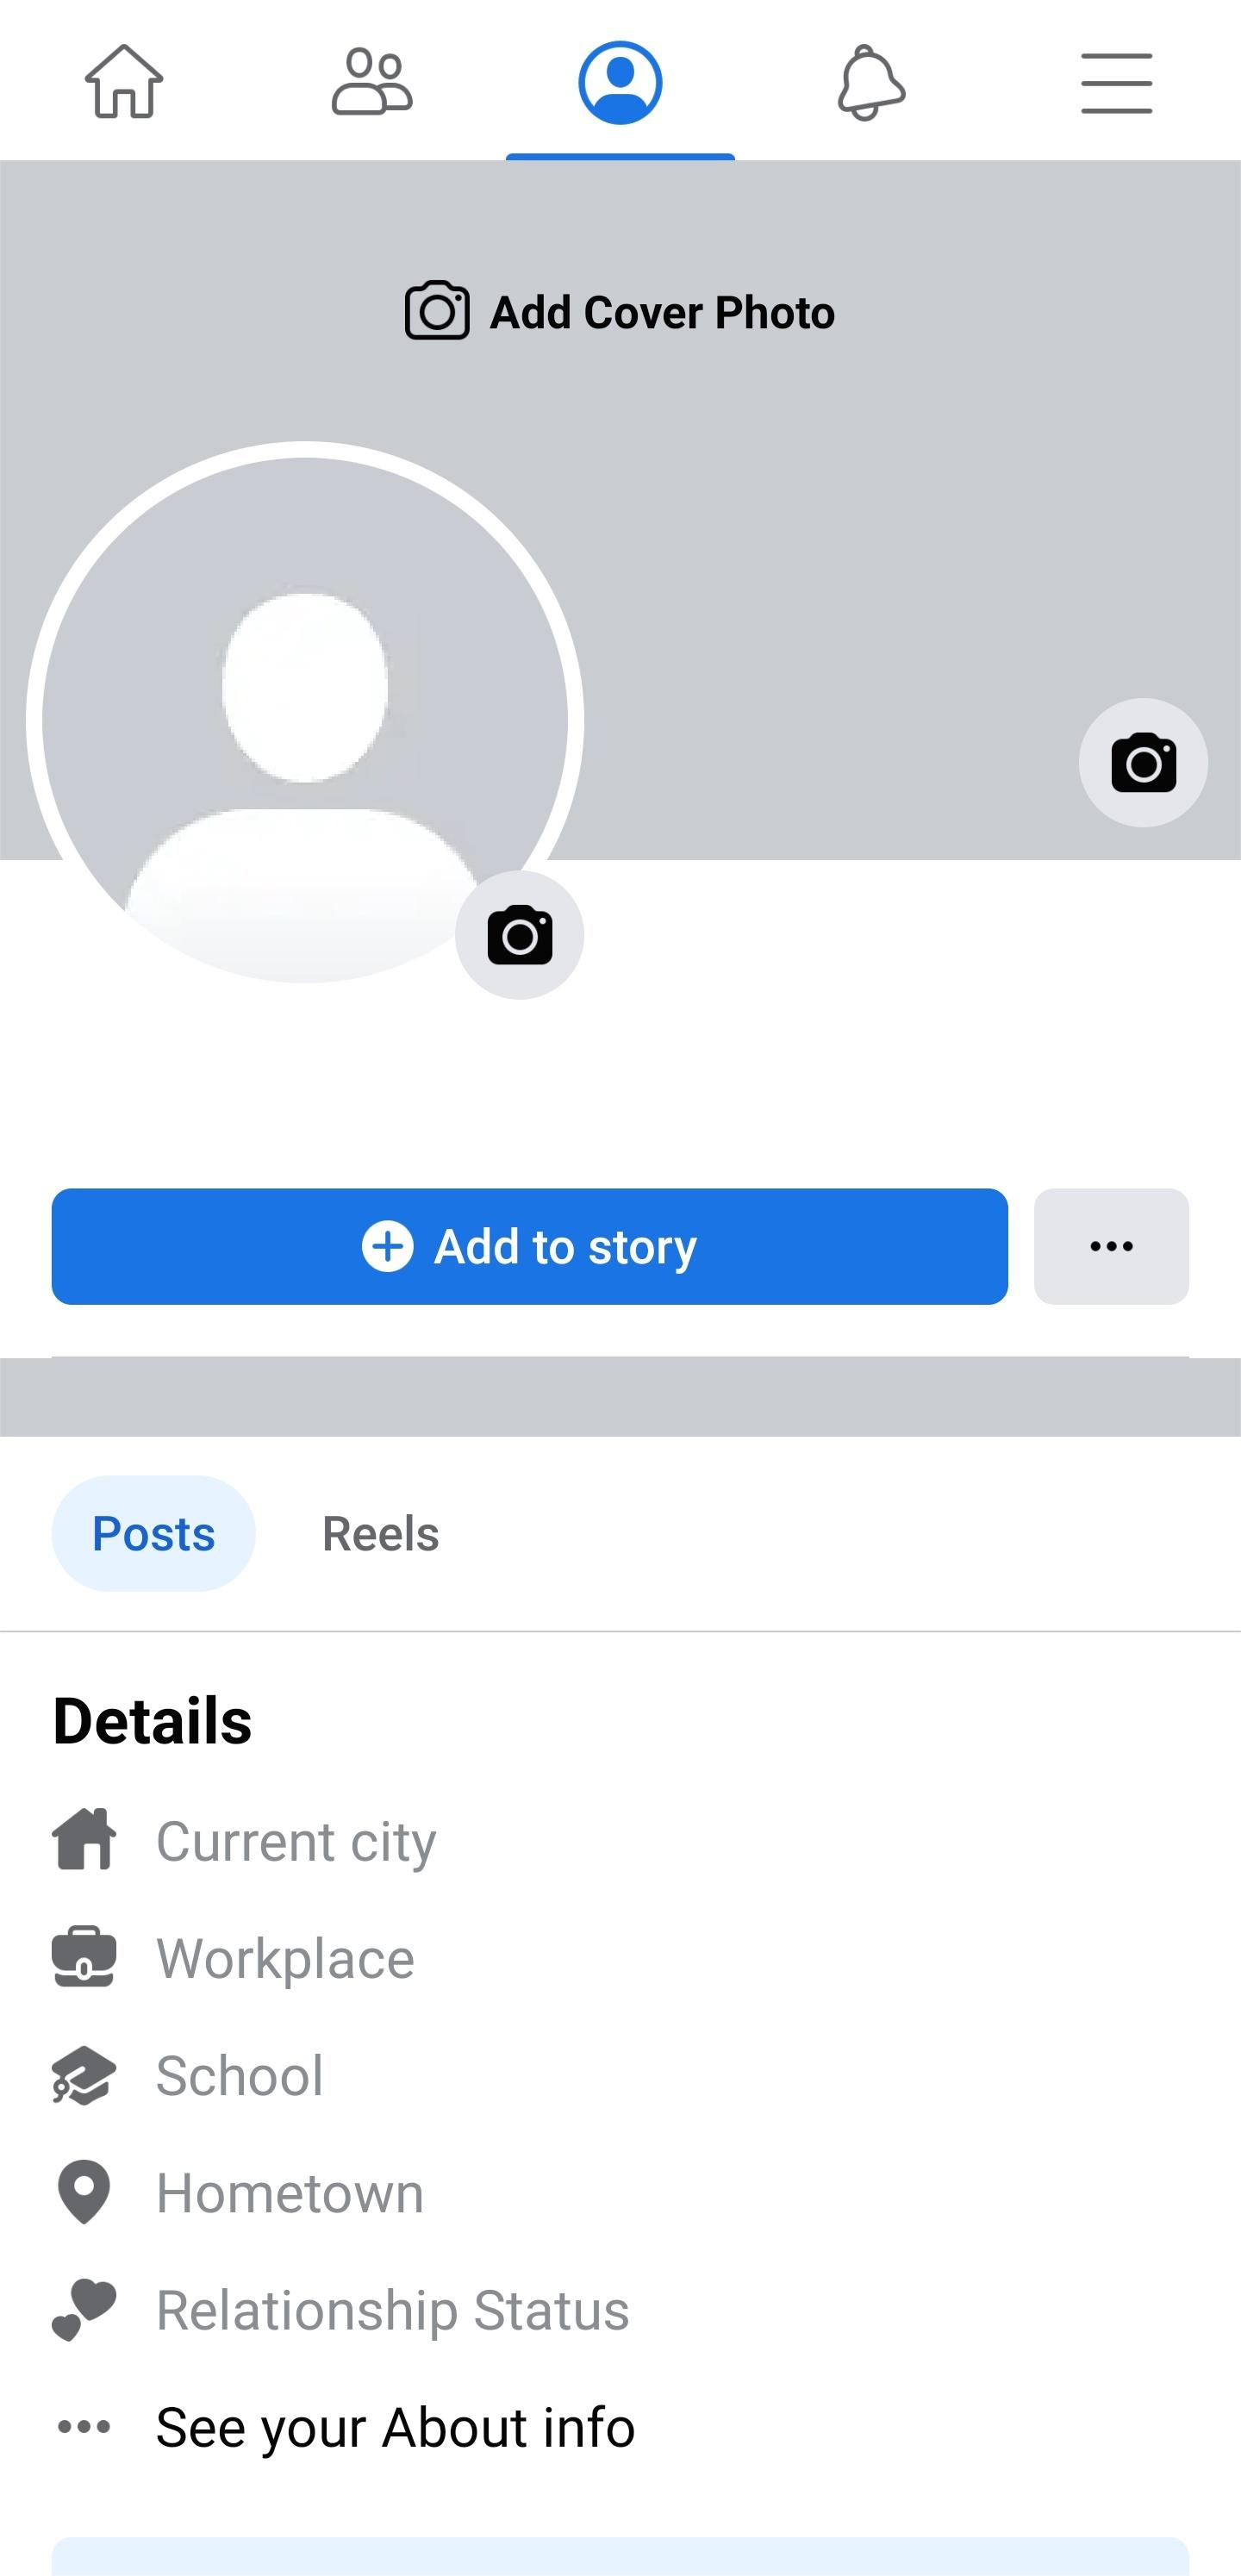 Add Cover Photo
Add to story
Posts Reels
Details
Current city
Workplace
School
Hometown
Relationship Status
See your About info